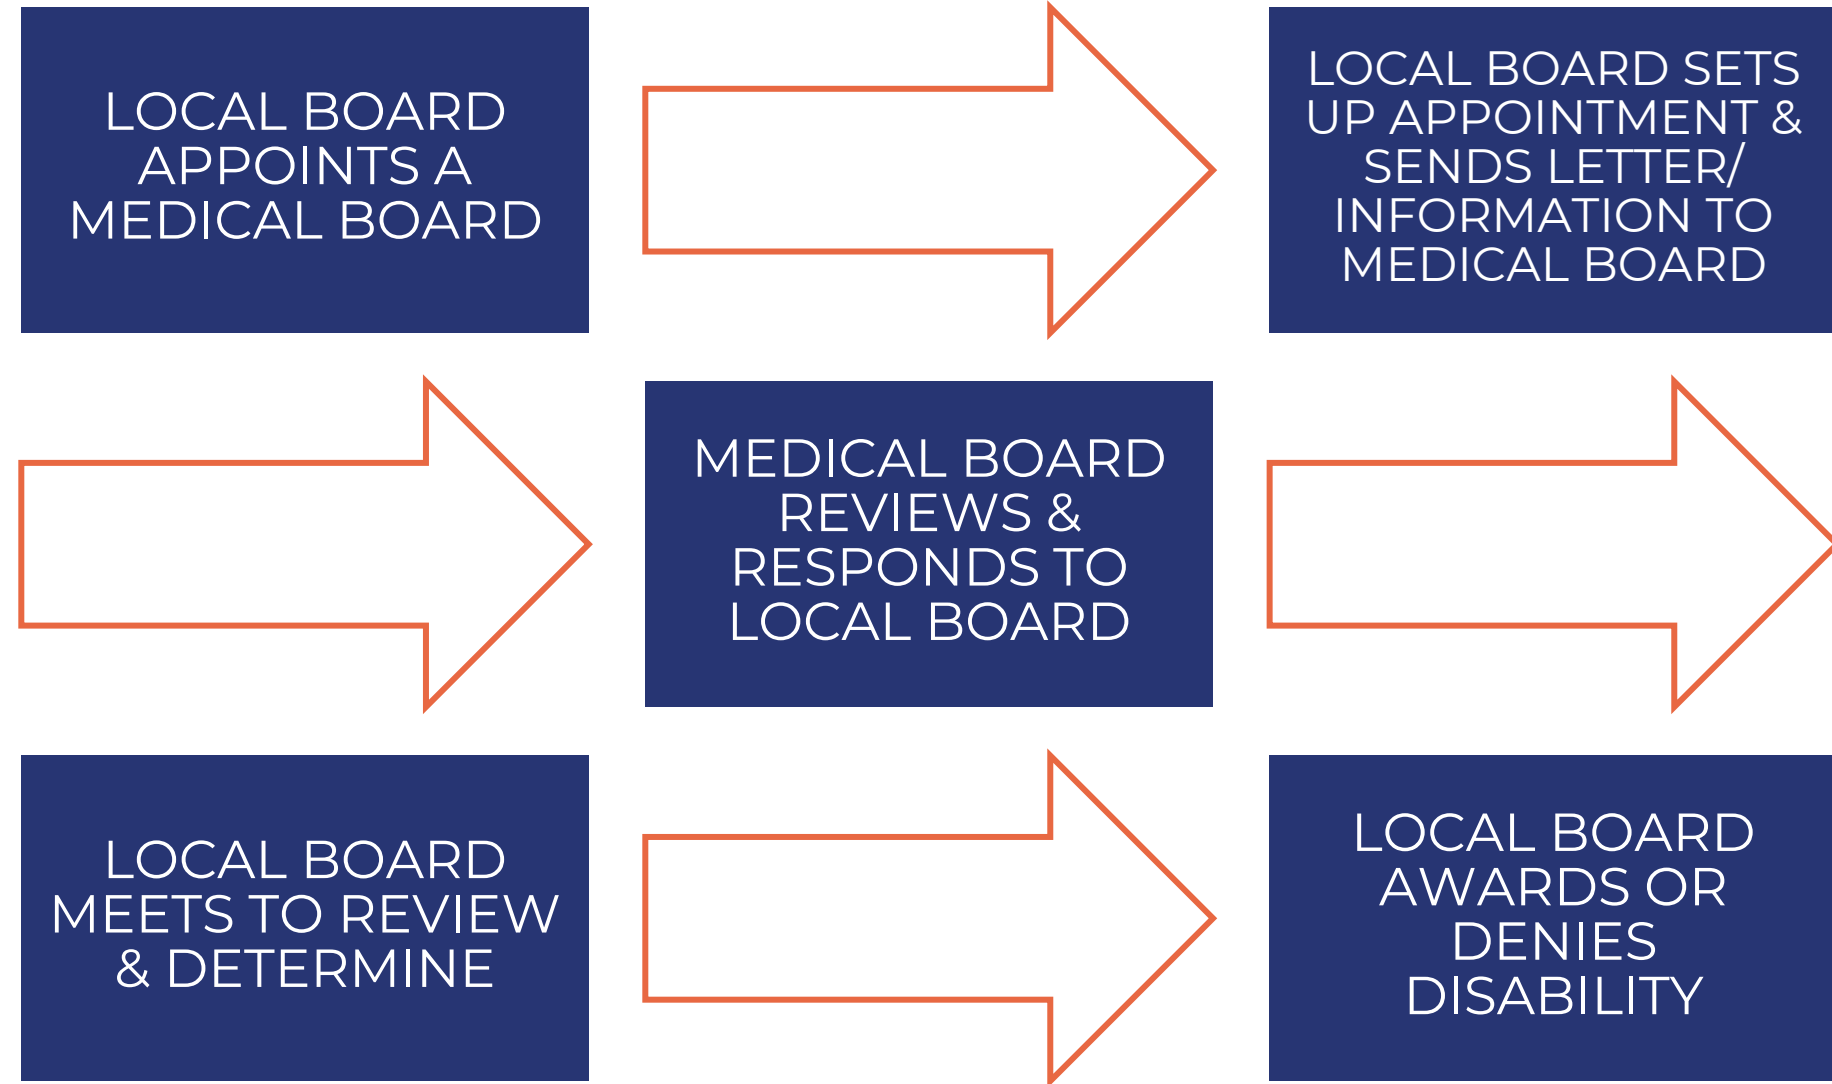 LOCAL BOARD
APPOINTS A
MEDICAL BOARD
LOCAL BOARD SETS
UP APPOINTMENT &
SENDS LETTER/
INFORMATION TO
MEDICAL BOARD
MEDICAL BOARD
REVIEWS &
RESPONDS TO
LOCAL BOARD
LOCAL BOARD
MEETS TO REVIEW
& DETERMINE
LOCAL BOARD
AWARDS OR
DENIES
DISABILITY